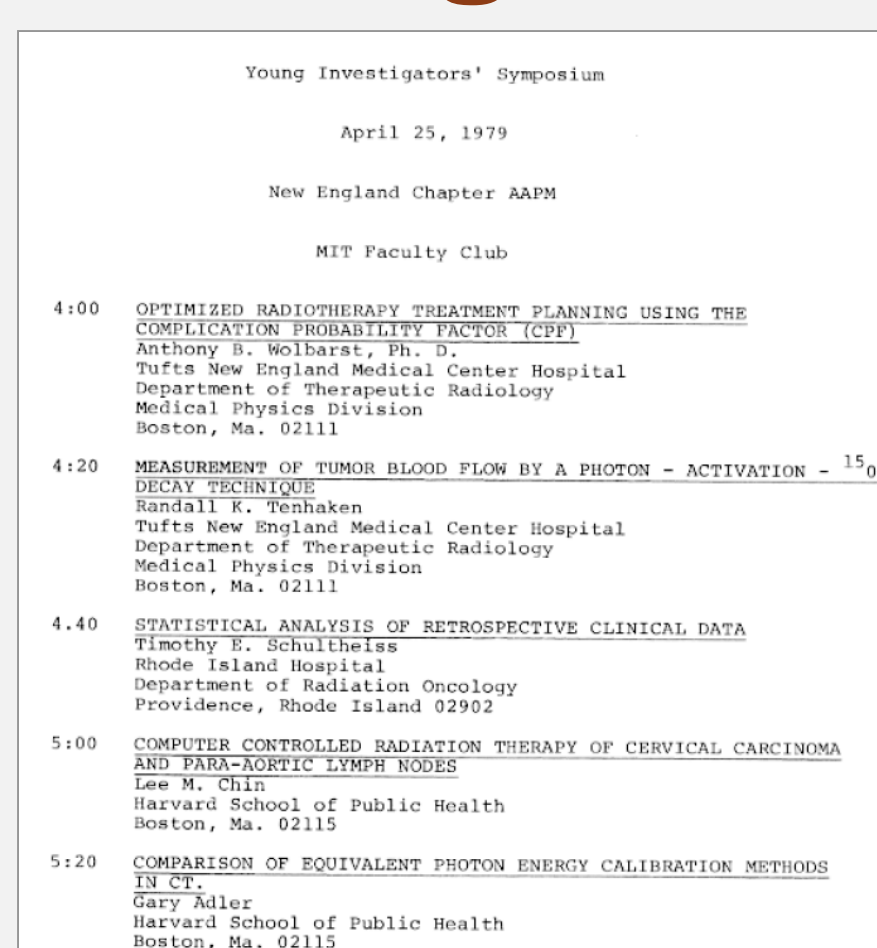 Young Investigators' Symposium
April 25, 1979
New England Chapter AAPM
MIT Faculty Club
4:00 OPTIMIZED RADIOTHERAPY TREATMENT PLANNING USING THE
COMPLICATION PROBABILITY FACTOR (CPF)
Anthony B. Wolbarst, Ph. D.
Tufts New England Medical Center Hospital
Department of Therapeutic Radiology
Medical Physics Division
Boston, Ma. 02111
4:20 MEASUREMENT OF TUMOR BLOOD FLOW BY A PHOTON - ACTIVATION - ¹⁵O
DECAY TECHNIQUE
Randall K. Tenhaken
Tufts New England Medical Center Hospital
Department of Therapeutic Radiology
Medical Physics Division
Boston, Ma. 02111
4.40 STATISTICAL ANALYSIS OF RETROSPECTIVE CLINICAL DATA
Timothy E. Schultheiss
Rhode Island Hospital
Department of Radiation Oncology
Providence, Rhode Island 02902
5:00 COMPUTER CONTROLLED RADIATION THERAPY OF CERVICAL CARCINOMA
AND PARA-AORTIC LYMPH NODES
Lee M. Chin
Harvard School of Public Health
Boston, Ma. 02115
5:20 COMPARISON OF EQUIVALENT PHOTON ENERGY CALIBRATION METHODS
IN CT.
Gary Adler
Harvard School of Public Health
Boston, Ma. 02115